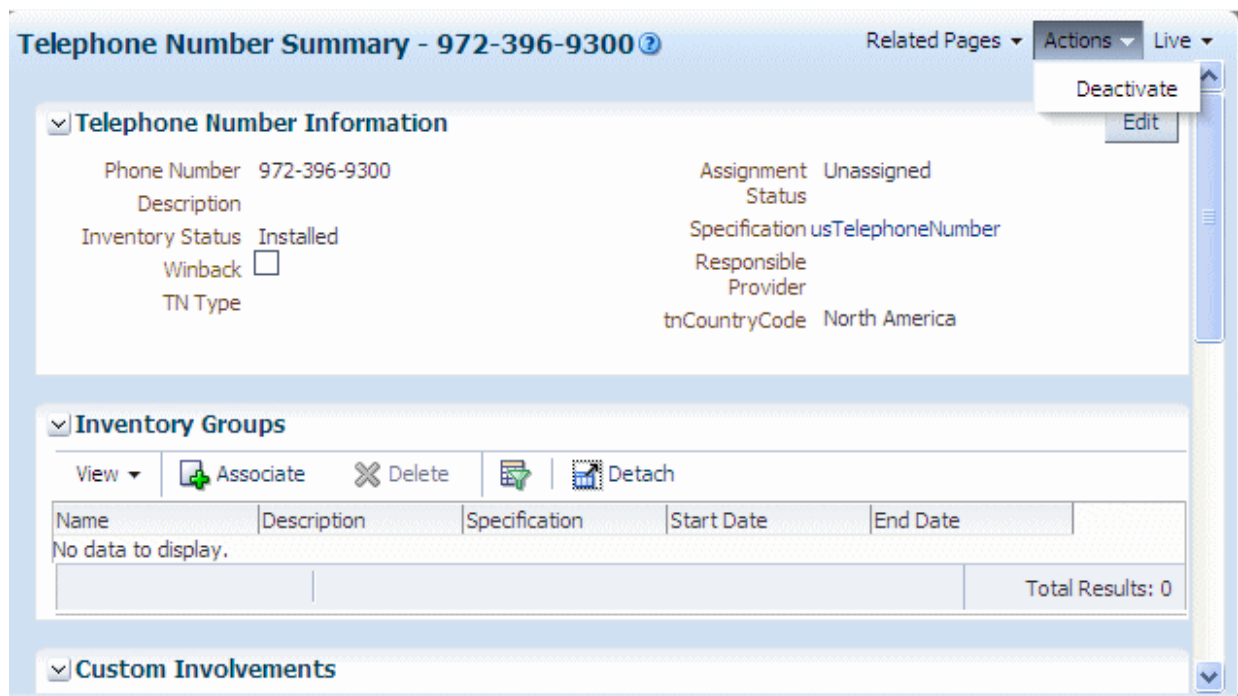 Telephone Number Summary - 972-396-9300
Related Pages Actions Live
Deactivate
Telephone Number Information
Edit
Phone Number 972-396-9300
Description
Inventory Status Installed
Winback
TN Type
Assignment
Status
Unassigned
Specification usTelephoneNumber
Responsible
Provider
tnCountryCode North America
Inventory Groups
View Associate Delete Detach
Name Description Specification Start Date End Date
No data to display.
Total Results: 0
Custom Involvements